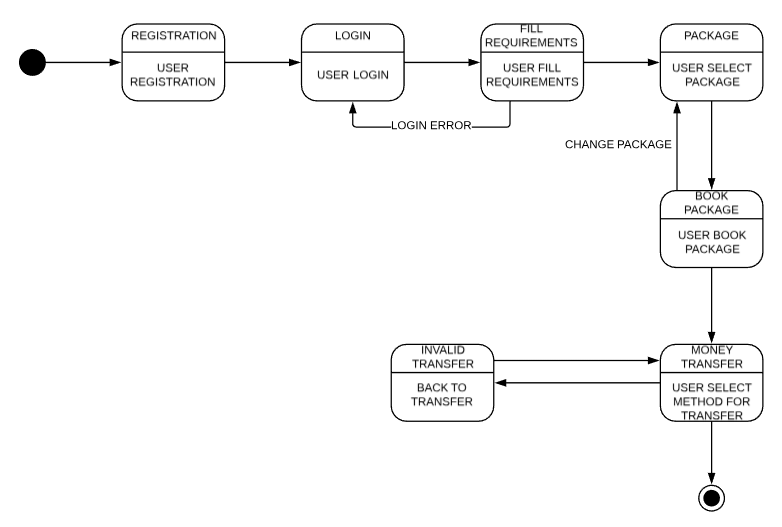 REGISTRATION
USER
REGISTRATION
LOGIN
USER LOGIN
FILL
REQUIREMENTS
USER FILL
REQUIREMENTS
PACKAGE
USER SELECT
PACKAGE
LOGIN ERROR
CHANGE PACKAGE
BOOK
PACKAGE
USER BOOK
PACKAGE
INVALID
TRANSFER
BACK TO
TRANSFER
MONEY
TRANSFER
USER SELECT
METHOD FOR
TRANSFER